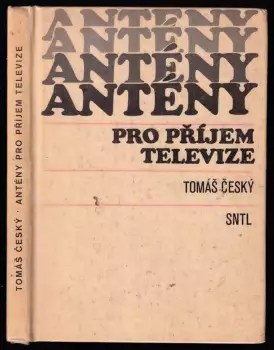 ANTÉNY
ANTÉNY
ANTÉNY
ANTÉNY
PRO PŘÍJEM
TELEVIZE
TOMÁŠ ČESKÝ
SNTL
TOMÁŠ ČESKÝ · ANTÉNY PRO PŘÍJEM TELEVIZE